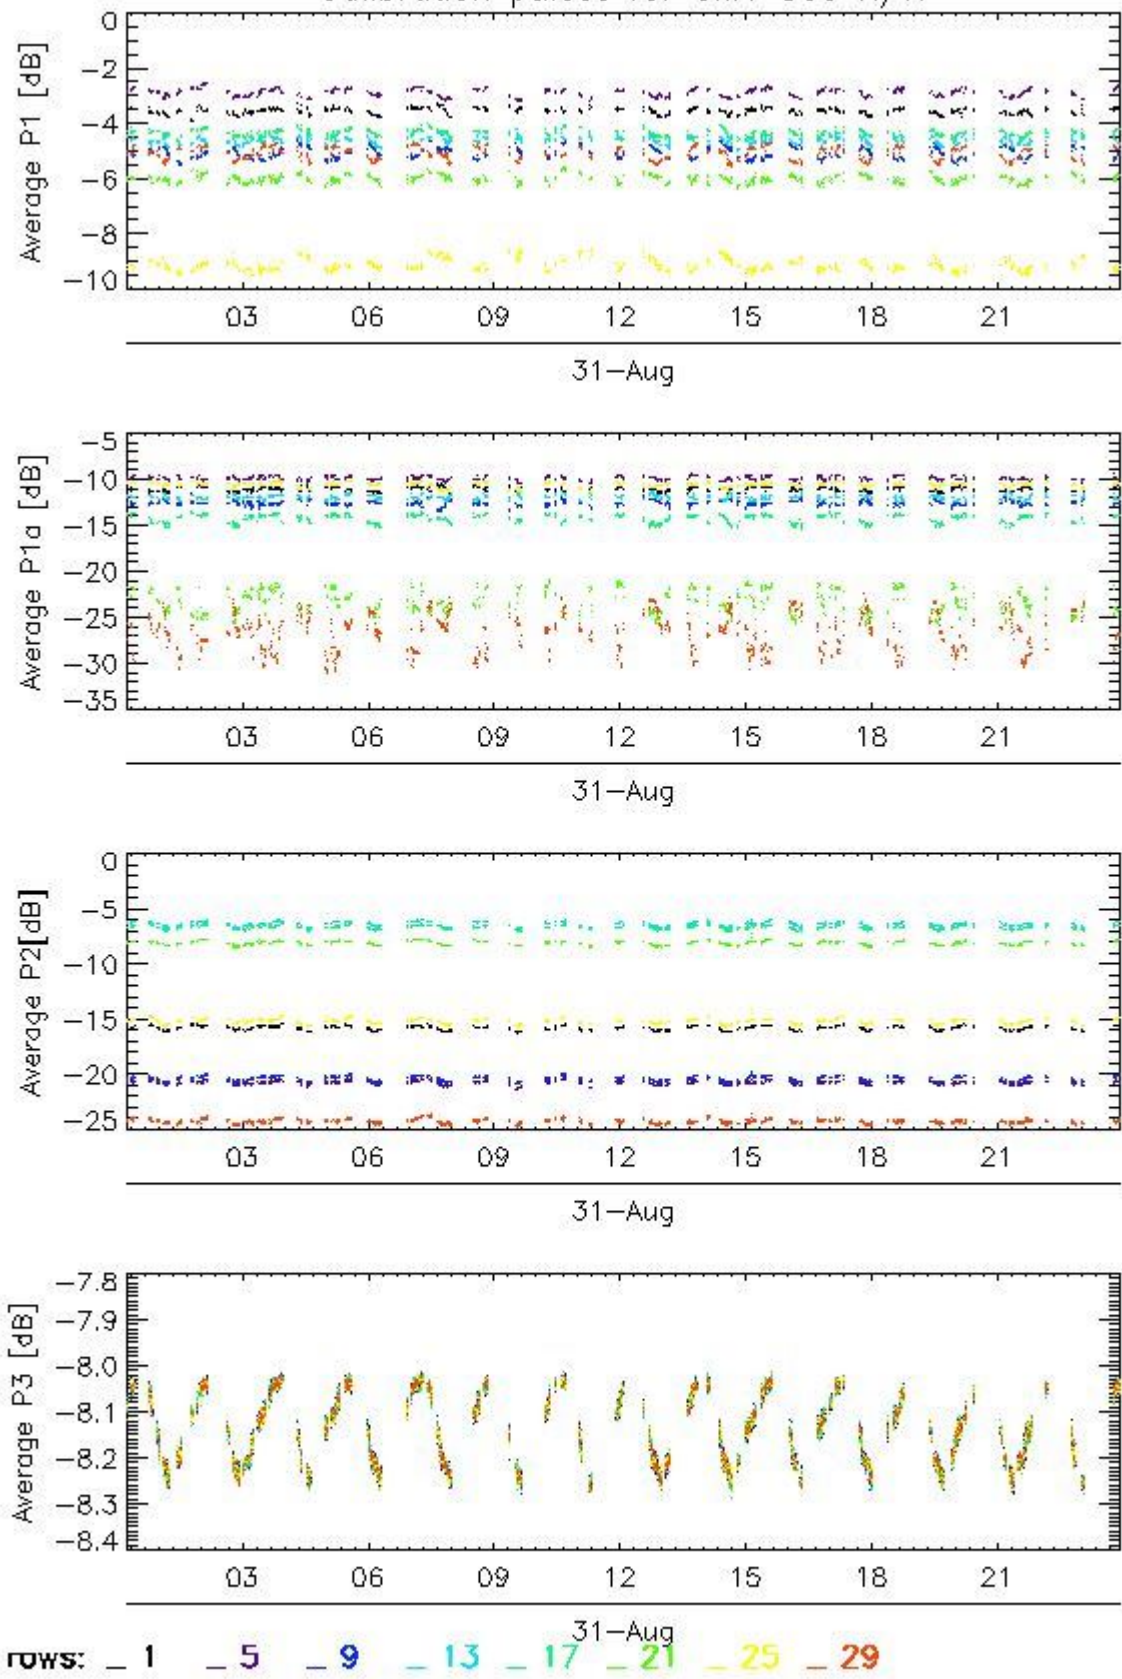 0
-2
-4
-6
-8
-10
Average P1 [dB]
03 06 09 12 15 18 21
31-Aug
-5
-10
-15
-20
-25
-30
-35
Average P1a [dB]
03 06 09 12 15 18 21
31-Aug
0
-5
-10
-15
-20
-25
Average P2[dB]
03 06 09 12 15 18 21
31-Aug
-7.8
-7.9
-8.0
-8.1
-8.2
-8.3
-8.4
Average P3 [dB]
03 06 09 12 15 18 21
31-Aug
rows: _ 1 _ 5 _ 9 _ 13 _ 17 _ 21 _ 25 _ 29